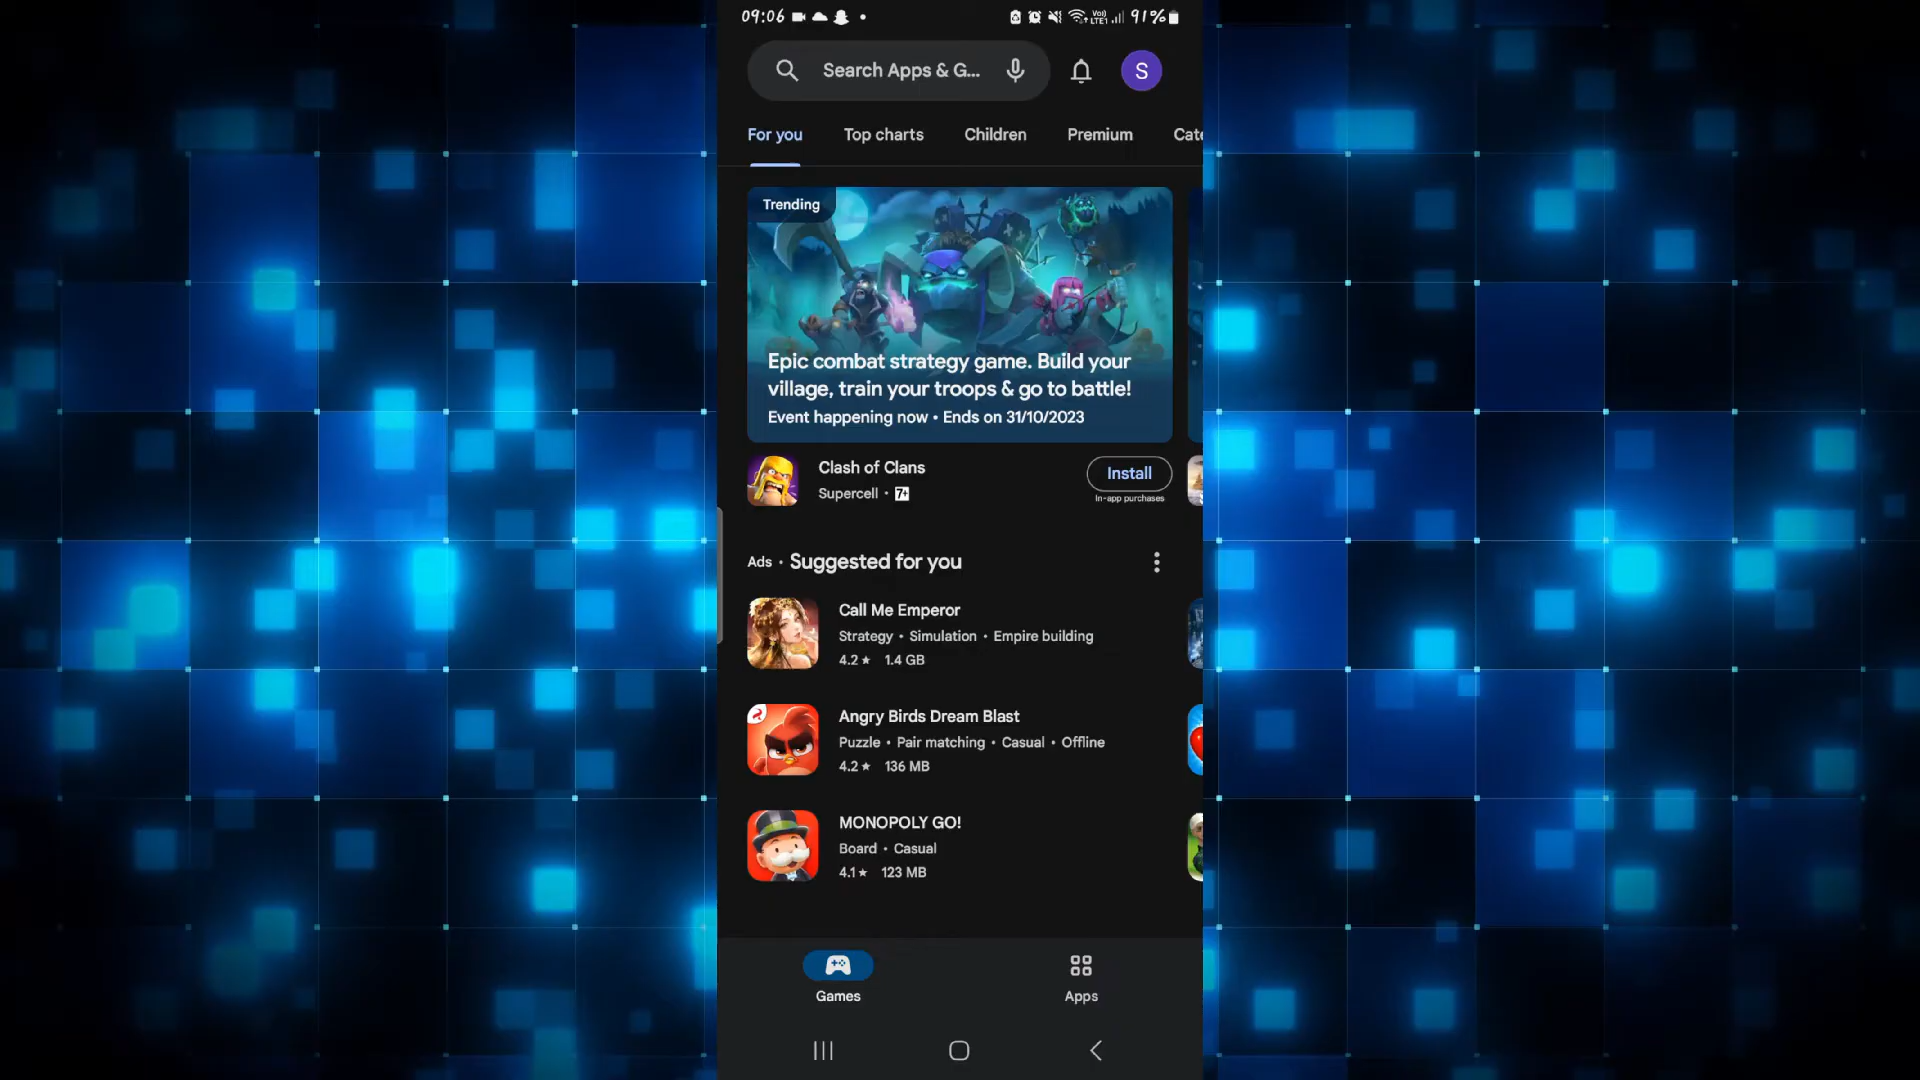 09:06
Vo)) LTE1 91%
Search Apps & G...
S
For you Top charts Children Premium Cate
Trending
Epic combat strategy game. Build your
village, train your troops & go to battle!
Event happening now • Ends on 31/10/2023
Clash of Clans
Supercell • 7+
Install
In-app purchases
Ads • Suggested for you
Call Me Emperor
Strategy • Simulation • Empire building
4.2★ 1.4 GB
Angry Birds Dream Blast
Puzzle • Pair matching • Casual • Offline
4.2★ 136 MB
MONOPOLY GO!
Board • Casual
4.1★ 123 MB
Games Apps